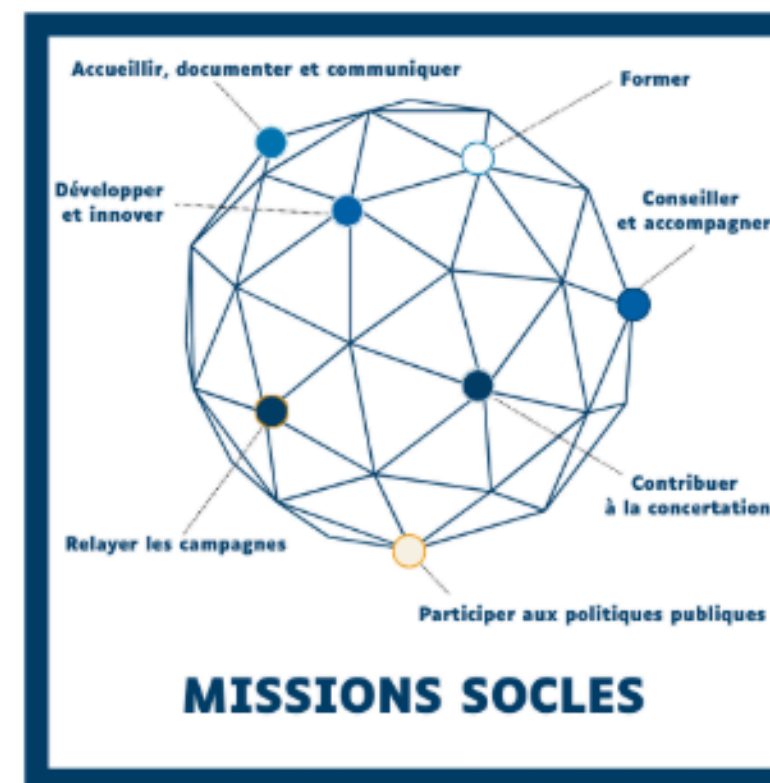 Accueillir, documenter et communiquer
Former
Développer
et innover
Conseiller
et accompagner
Contribuer
à la concertation
Relayer les campagnes
Participer aux politiques publiques
MISSIONS SOCLES